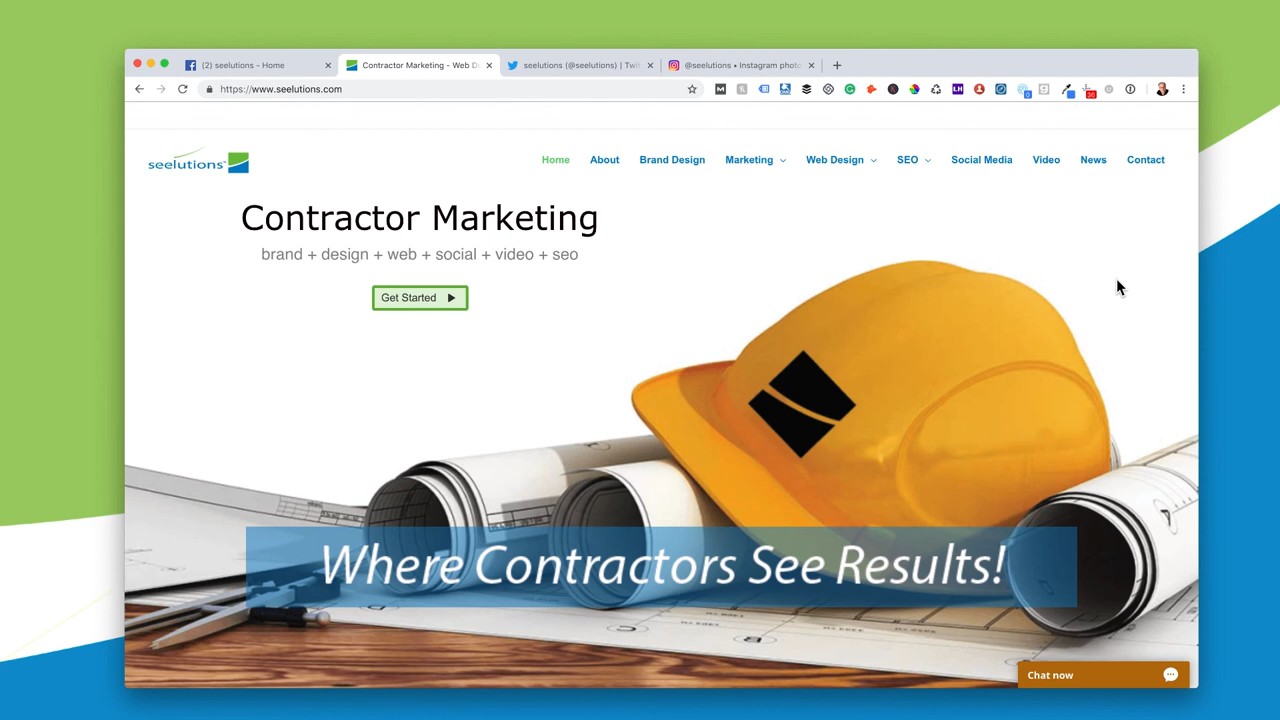 (2) seelutions - Home
Contractor Marketing - Web D
seelutions (@seelutions) | Twit
@seelutions • Instagram photo
https://www.seelutions.com
seelutions
Home About Brand Design Marketing Web Design SEO Social Media Video News Contact
Contractor Marketing
brand + design + web + social + video + seo
Get Started
Where Contractors See Results!
Chat now